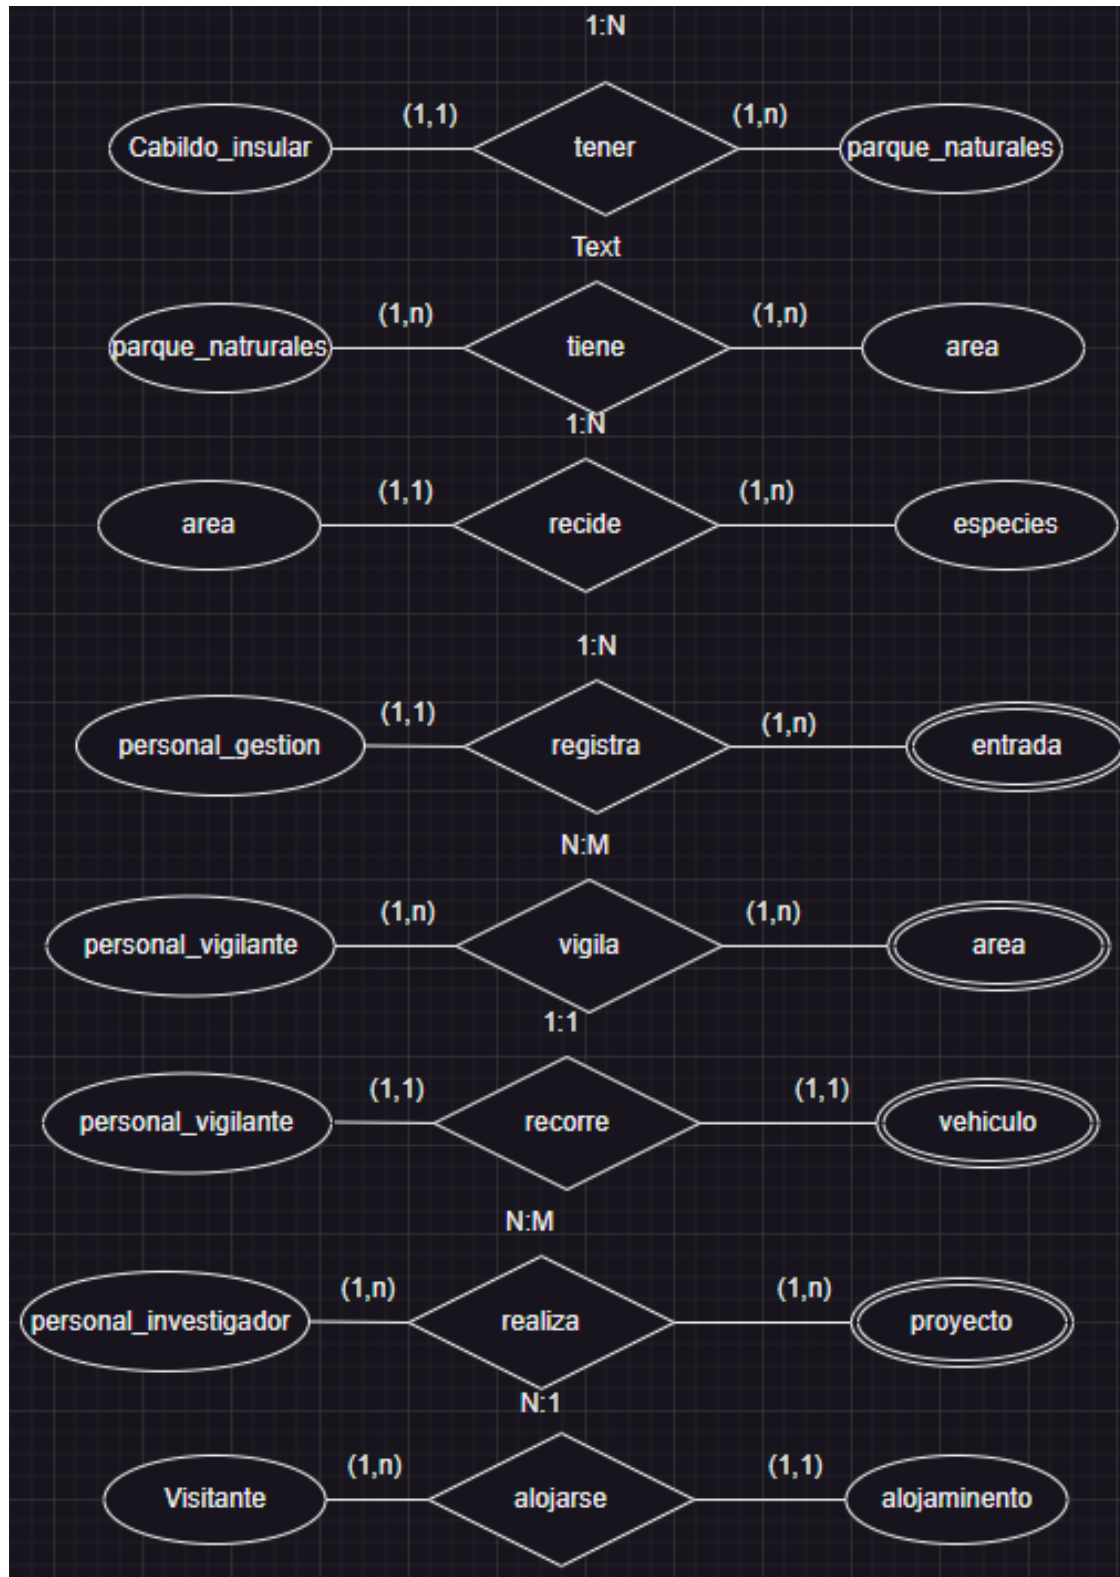 1:N
(1,1) (1,n)
Cabildo_insular tener parque_naturales
Text
(1,n) (1,n)
parque_natrurales tiene area
1:N
(1,1) (1,n)
area recide especies
1:N
(1,1) (1,n)
personal_gestion registra entrada
N:M
(1,n) (1,n)
personal_vigilante vigila area
1:1
(1,1) (1,1)
personal_vigilante recorre vehiculo
N:M
(1,n) (1,n)
personal_investigador realiza proyecto
N:1
(1,n) (1,1)
Visitante alojarse alojaminento